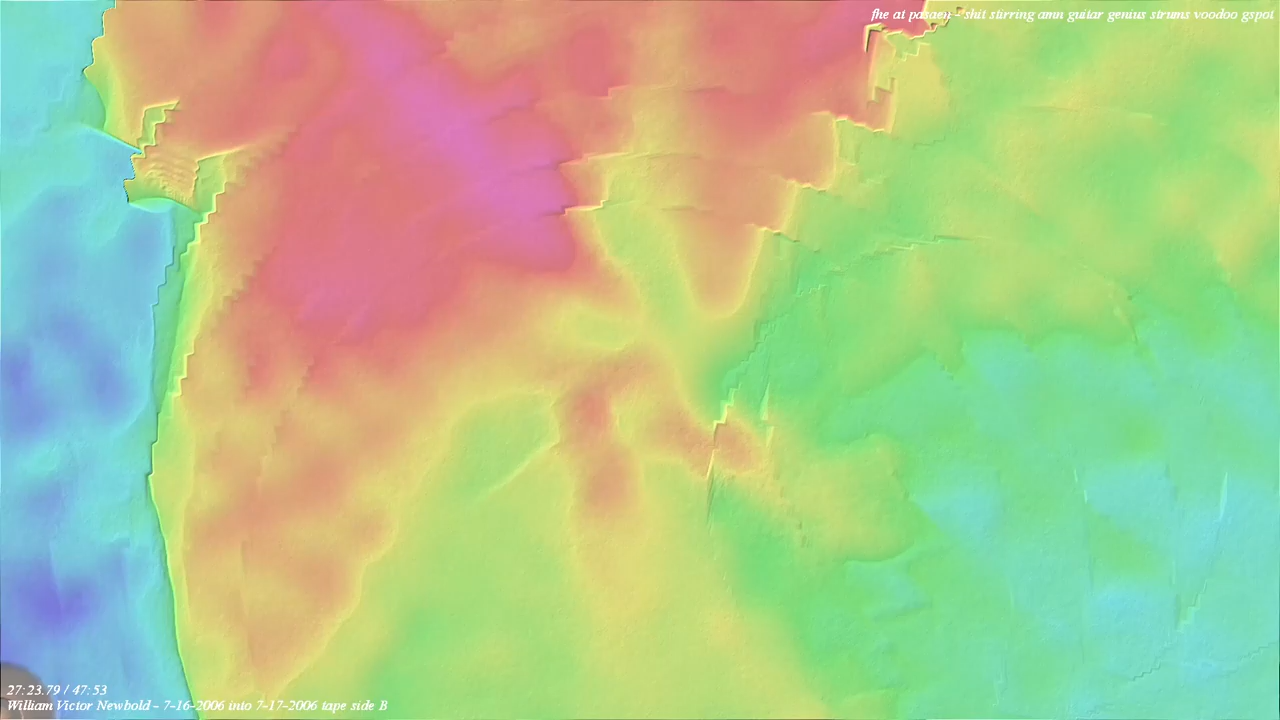 fhe at pasaen - shit stirring amn guitar genius strums voodoo gspot
27:23.79 / 47:53
William Victor Newbold - 7-16-2006 into 7-17-2006 tape side B